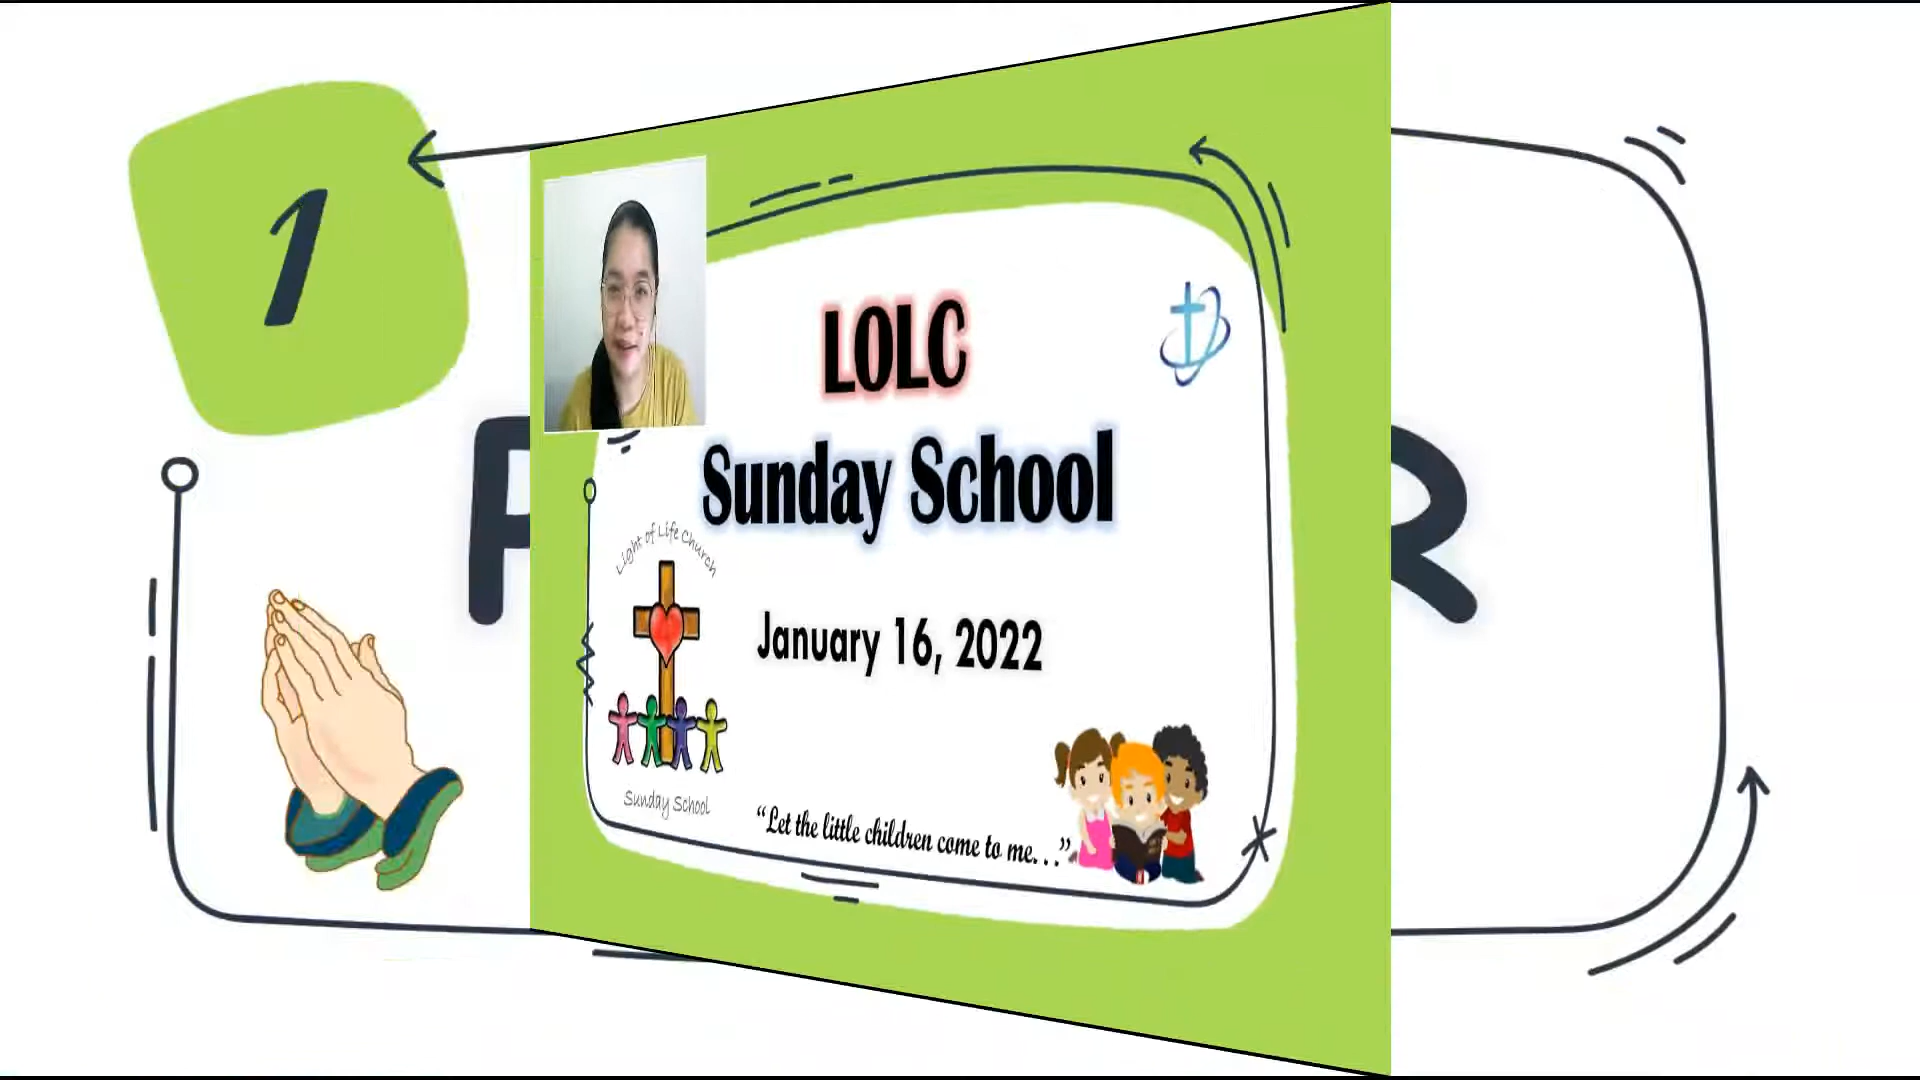 1
LOLC
Sunday School
Light of Life Church
January 16, 2022
Sunday School
“Let the little children come to me. . .”